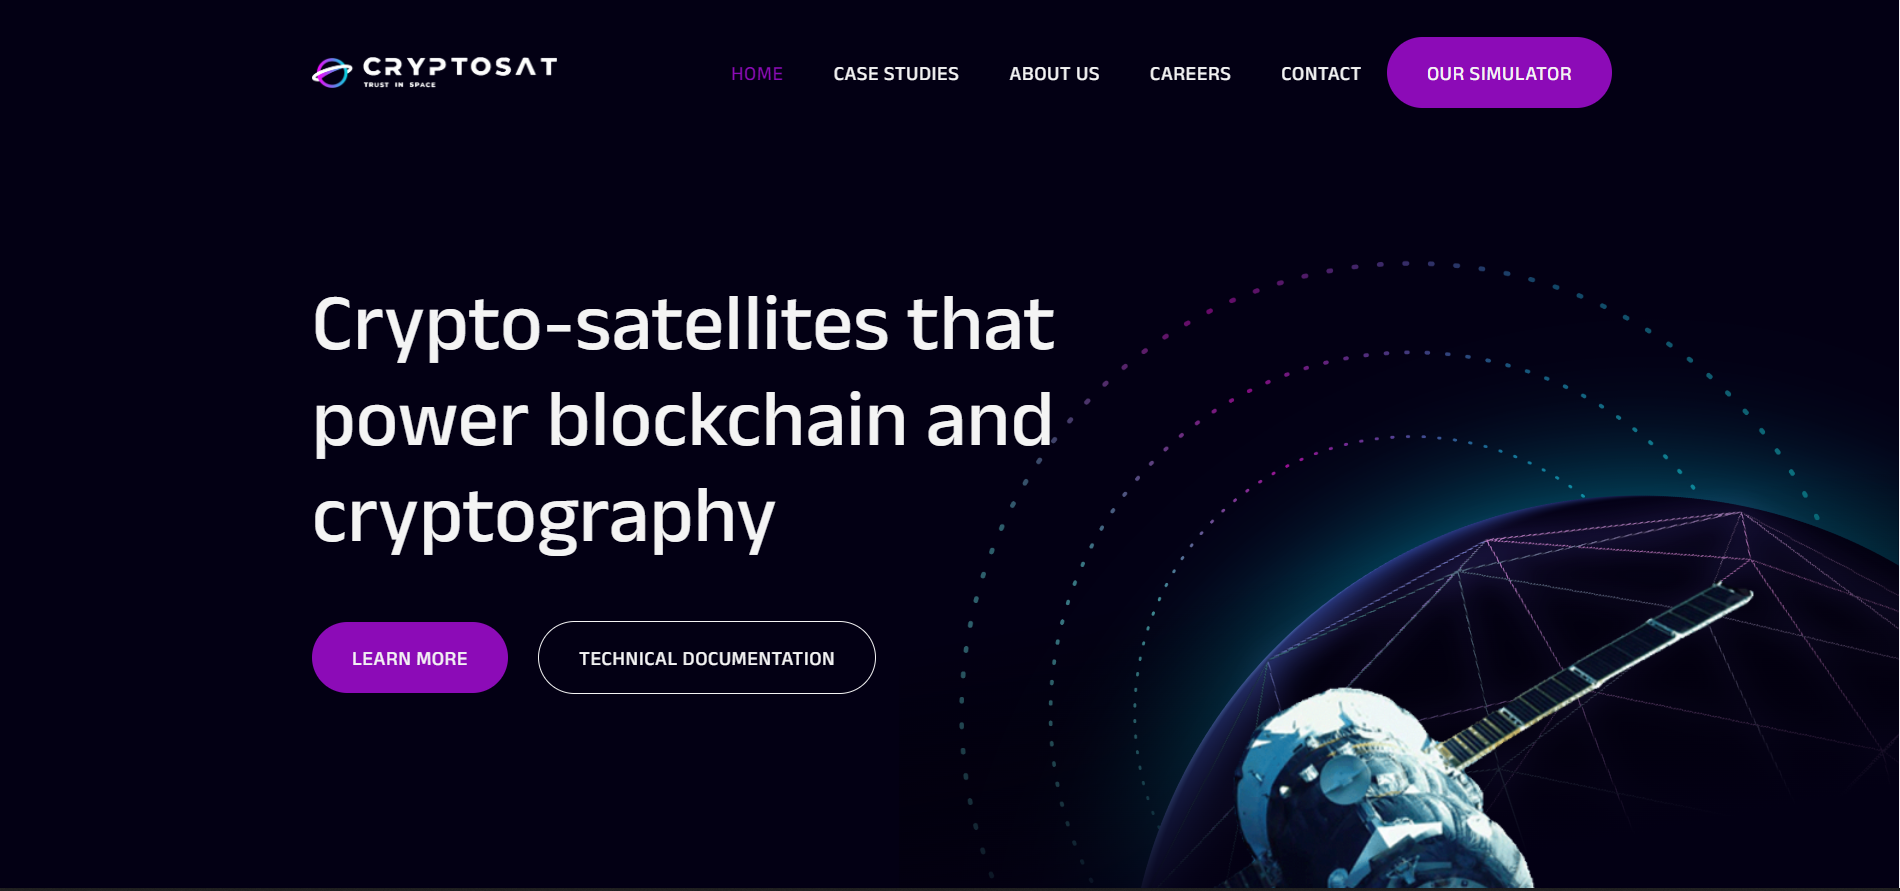 CRYPTOSAT
TRUST IN SPACE
HOME
CASE STUDIES
ABOUT US
CAREERS
CONTACT
OUR SIMULATOR
Crypto-satellites that
power blockchain and
cryptography
LEARN MORE
TECHNICAL DOCUMENTATION